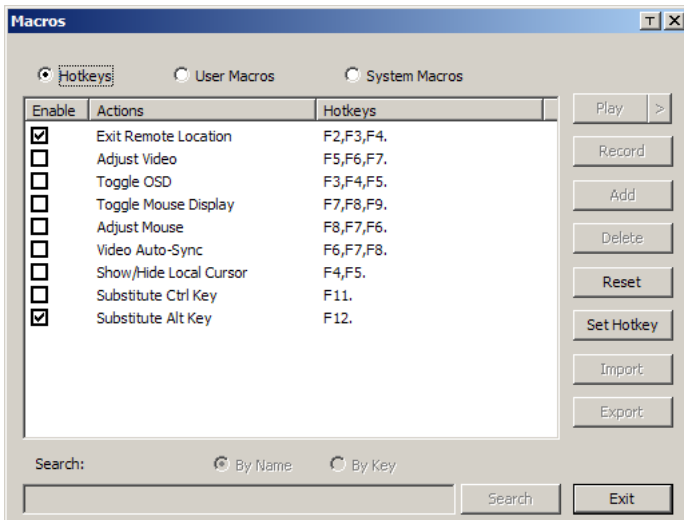 Macros
Hotkeys User Macros System Macros
Enable Actions Hotkeys Play >
Exit Remote Location F2,F3,F4.
Adjust Video F5,F6,F7. Record
Toggle OSD F3,F4,F5.
Toggle Mouse Display F7,F8,F9. Add
Adjust Mouse F8,F7,F6.
Video Auto-Sync F6,F7,F8. Delete
Show/Hide Local Cursor F4,F5.
Substitute Ctrl Key F11. Reset
Substitute Alt Key F12. Set Hotkey
Import
Export
Search: By Name By Key
Search Exit